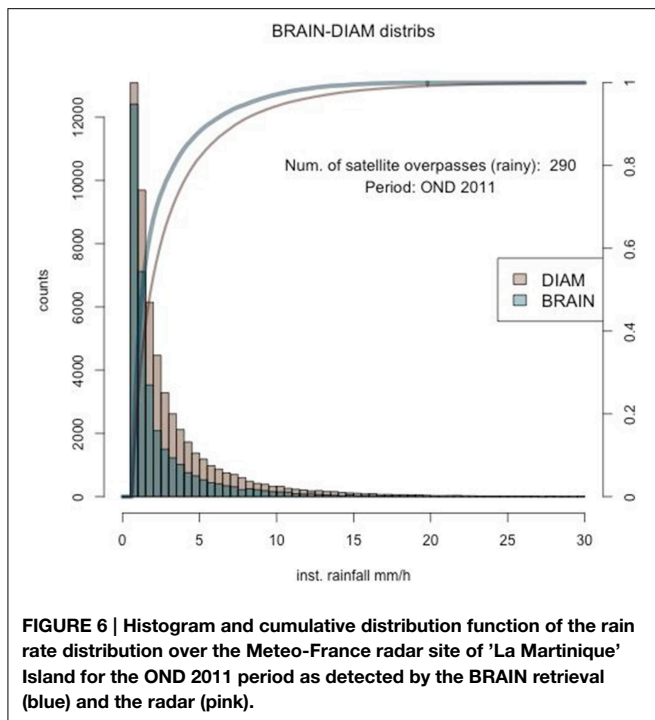 BRAIN-DIAM distribs
12000
10000
8000
6000
4000
2000
0
counts
1
0.8
0.6
0.4
0.2
0
Num. of satellite overpasses (rainy): 290
Period: OND 2011
DIAM
BRAIN
0 5 10 15 20 25 30
inst. rainfall mm/h
FIGURE 6 | Histogram and cumulative distribution function of the rain
rate distribution over the Meteo-France radar site of 'La Martinique'
Island for the OND 2011 period as detected by the BRAIN retrieval
(blue) and the radar (pink).